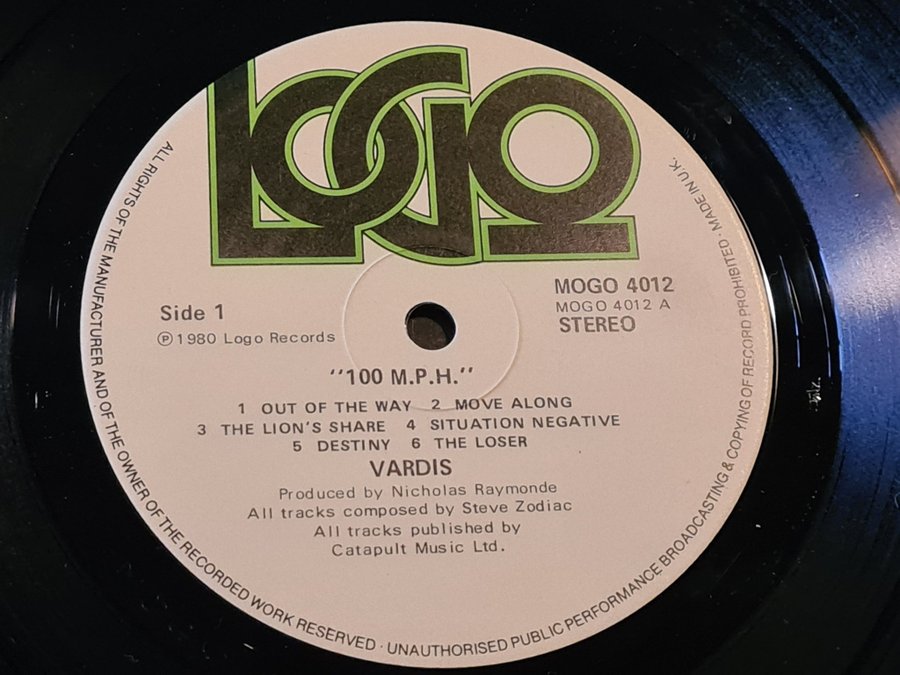 LOGO
Side 1
℗ 1980 Logo Records
MOGO 4012
MOGO 4012 A
STEREO
"100 M.P.H."
1 OUT OF THE WAY 2 MOVE ALONG
3 THE LION'S SHARE 4 SITUATION NEGATIVE
5 DESTINY 6 THE LOSER
VARDIS
Produced by Nicholas Raymonde
All tracks composed by Steve Zodiac
All tracks published by
Catapult Music Ltd.
ALL RIGHTS OF THE MANUFACTURER AND OF THE OWNER OF THE RECORDED WORK RESERVED · UNAUTHORISED PUBLIC PERFORMANCE BROADCASTING & COPYING OF RECORD PROHIBITED · MADE IN U.K.